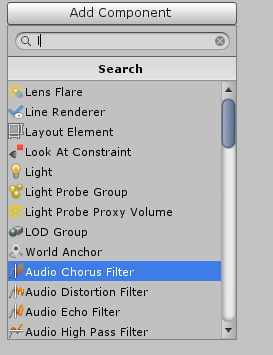 Add Component
l
Search
Lens Flare
Line Renderer
Layout Element
Look At Constraint
Light
Light Probe Group
Light Probe Proxy Volume
LOD Group
World Anchor
Audio Chorus Filter
Audio Distortion Filter
Audio Echo Filter
Audio High Pass Filter